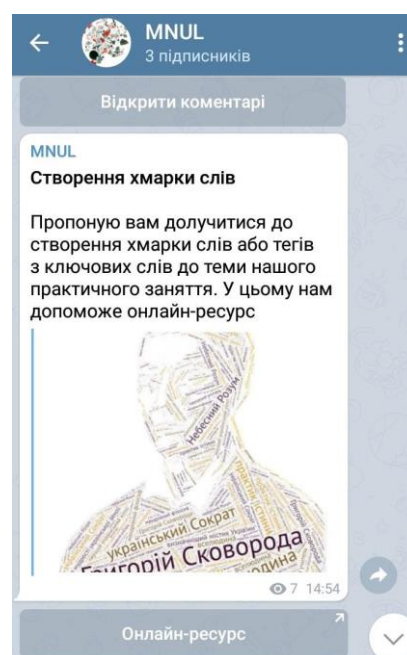 MNUL
3 підписників
Відкрити коментарі
MNUL
Створення хмарки слів
Пропоную вам долучитися до
створення хмарки слів або тегів
з ключових слів до теми нашого
практичного заняття. У цьому нам
допоможе онлайн-ресурс
Небесний Розум
практик істини
український Сократ
Григорій Сковорода
7 14:54
Онлайн-ресурс